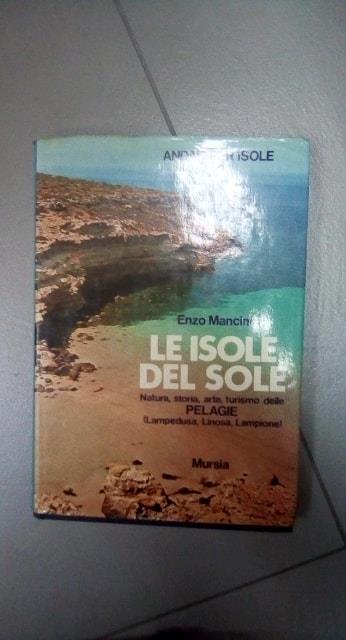 ISOLE
Enzo
LE ISOLE
DEL SOLE
Natura, storia, arte, turismo delle
PELAGIE
(Lampedusa, Linosa, Lampione)
Mursia